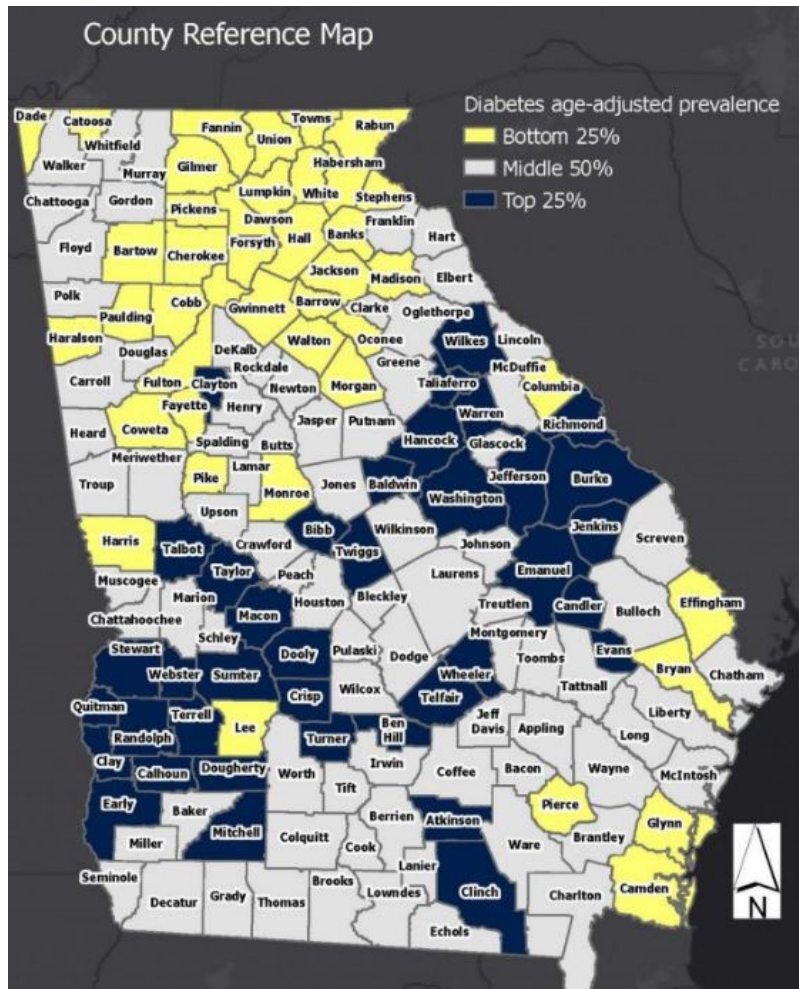 County Reference Map
Diabetes age-adjusted prevalence
Bottom 25%
Middle 50%
Top 25%
Dade
Catoosa
Whitfield
Walker
Murray
Fannin
Union
Towns
Rabun
Gilmer
Habersham
Chattooga
Gordon
Pickens
Lumpkin
White
Stephens
Dawson
Franklin
Hart
Floyd
Bartow
Cherokee
Forsyth
Hall
Banks
Jackson
Madison
Elbert
Polk
Paulding
Cobb
Gwinnett
Barrow
Clarke
Oglethorpe
Haralson
Douglas
DeKalb
Walton
Oconee
Wilkes
Lincoln
Rockdale
Greene
McDuffie
Carroll
Fulton
Clayton
Newton
Morgan
Taliaferro
Columbia
Fayette
Henry
Warren
Richmond
Heard
Coweta
Spalding
Butts
Jasper
Putnam
Hancock
Glascock
Meriwether
Lamar
Pike
Jefferson
Burke
Troup
Monroe
Jones
Baldwin
Washington
Upson
Harris
Talbot
Bibb
Twiggs
Wilkinson
Johnson
Jenkins
Screven
Crawford
Muscogee
Taylor
Peach
Laurens
Emanuel
Chattahoochee
Marion
Macon
Houston
Bleckley
Treutlen
Candler
Bulloch
Effingham
Schley
Montgomery
Stewart
Dooly
Pulaski
Dodge
Toombs
Evans
Bryan
Chatham
Webster
Sumter
Wheeler
Tattnall
Crisp
Wilcox
Telfair
Quitman
Terrell
Lee
Liberty
Randolph
Turner
Ben
Hill
Jeff
Davis
Appling
Long
Clay
Calhoun
Dougherty
Worth
Irwin
Coffee
Bacon
Wayne
McIntosh
Tift
Early
Baker
Mitchell
Berrien
Atkinson
Pierce
Glynn
Miller
Colquitt
Cook
Ware
Brantley
Seminole
Lanier
Clinch
Camden
Decatur
Grady
Thomas
Brooks
Lowndes
Charlton
Echols
N